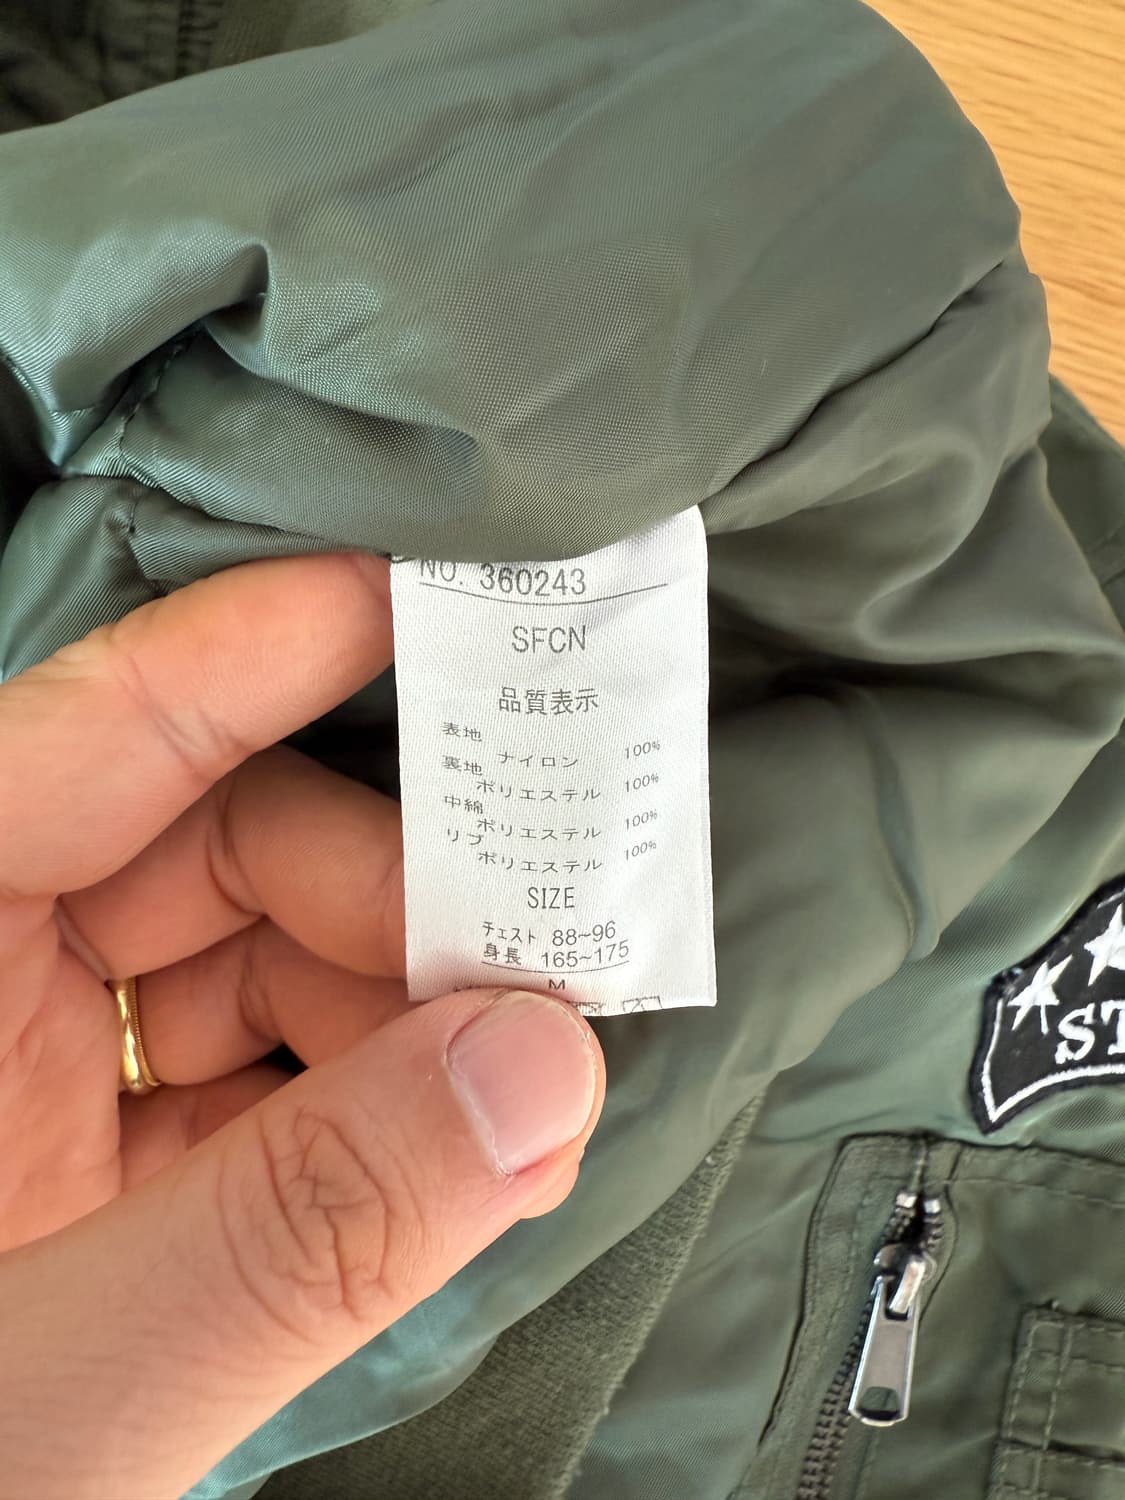 NO. 360243
SFCN
品質表示
表地
ナイロン 100%
裏地
ポリエステル 100%
中綿
ポリエステル 100%
リブ
ポリエステル 100%
SIZE
チェスト 88~96
身長 165~175
M
ST